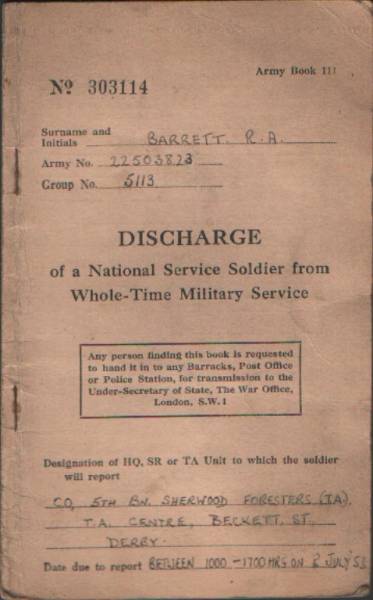 Army Book 111
Nº 303114
Surname and
Initials BARRETT. R.A.
Army No. 22503823
Group No. 5113
DISCHARGE
of a National Service Soldier from
Whole-Time Military Service
Any person finding this book is requested
to hand it in to any Barracks, Post Office
or Police Station, for transmission to the
Under-Secretary of State, The War Office,
London, S.W.1
Designation of HQ, SR or TA Unit to which the soldier
will report
CO, 5TH BN. SHERWOOD FORESTERS (TA).
T.A. CENTRE, BECKETT. ST.,
DERBY.
Date due to report BETWEEN 1000 - 1700 HRS ON 2 JULY